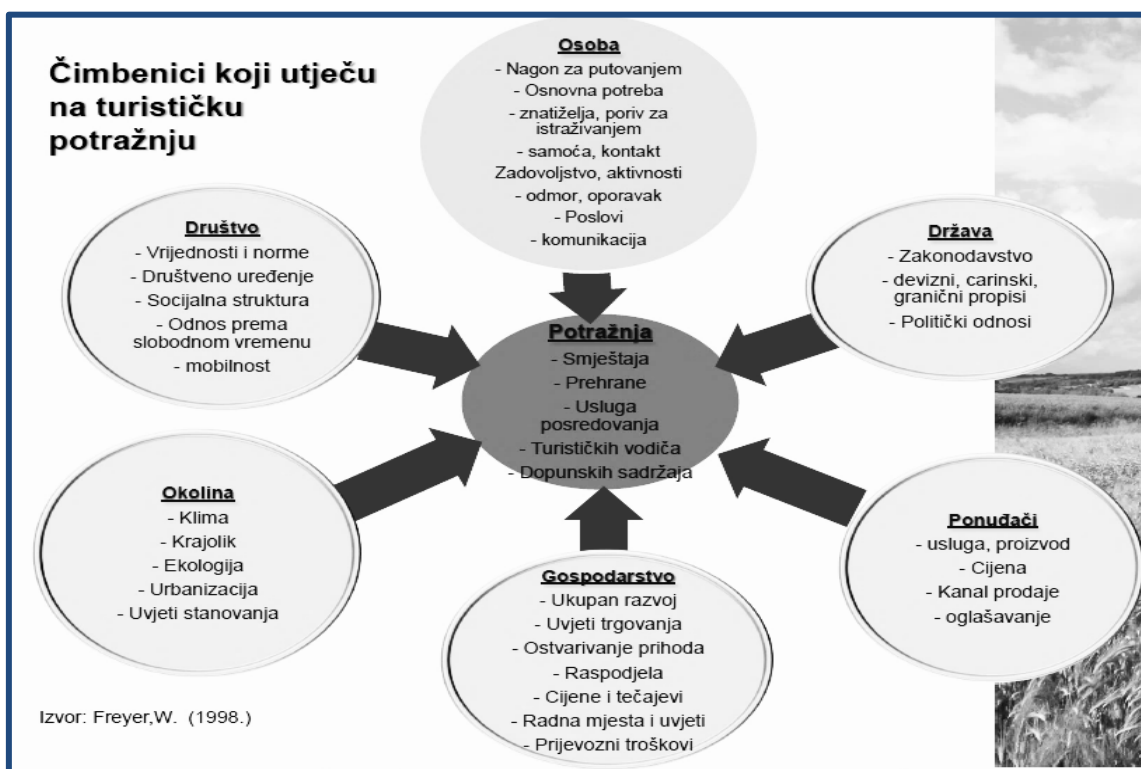 Čimbenici koji utječu
na turističku
potražnju
Osoba
- Nagon za putovanjem
- Osnovna potreba
- znatiželja, poriv za
istraživanjem
- samoća, kontakt
Zadovoljstvo, aktivnosti
- odmor, oporavak
- Poslovi
- komunikacija
Društvo
- Vrijednosti i norme
- Društveno uređenje
- Socijalna struktura
- Odnos prema
slobodnom vremenu
- mobilnost
Država
- Zakonodavstvo
- devizni, carinski,
granični propisi
- Politički odnosi
Potražnja
- Smještaja
- Prehrane
- Usluga
posredovanja
- Turističkih vodiča
- Dopunskih sadržaja
Okolina
- Klima
- Krajolik
- Ekologija
- Urbanizacija
- Uvjeti stanovanja
Gospodarstvo
- Ukupan razvoj
- Uvjeti trgovanja
- Ostvarivanje prihoda
- Raspodjela
- Cijene i tečajevi
- Radna mjesta i uvjeti
- Prijevozni troškovi
Ponuđači
- usluga, proizvod
- Cijena
- Kanal prodaje
- oglašavanje
Izvor: Freyer,W. (1998.)